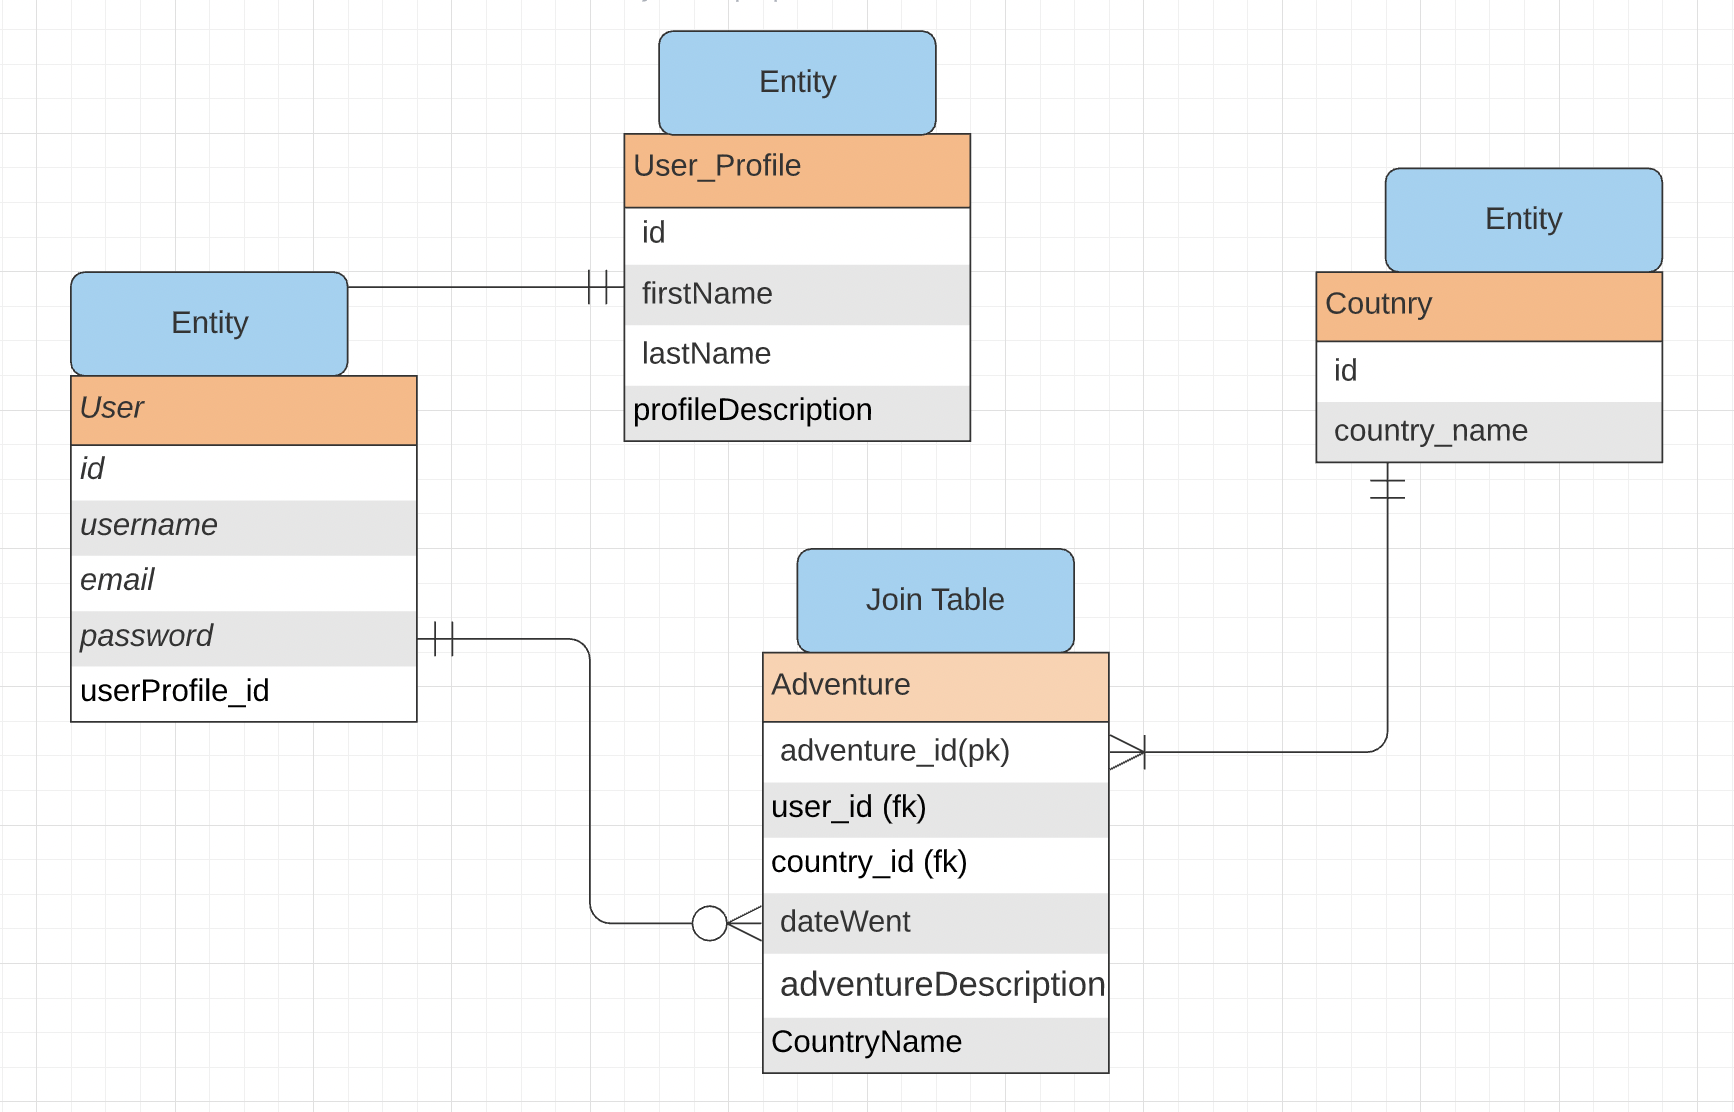 Entity
User_Profile
id
firstName
lastName
profileDescription
Entity
Coutnry
id
country_name
Entity
User
id
username
email
password
userProfile_id
Join Table
Adventure
adventure_id(pk)
user_id (fk)
country_id (fk)
dateWent
adventureDescription
CountryName